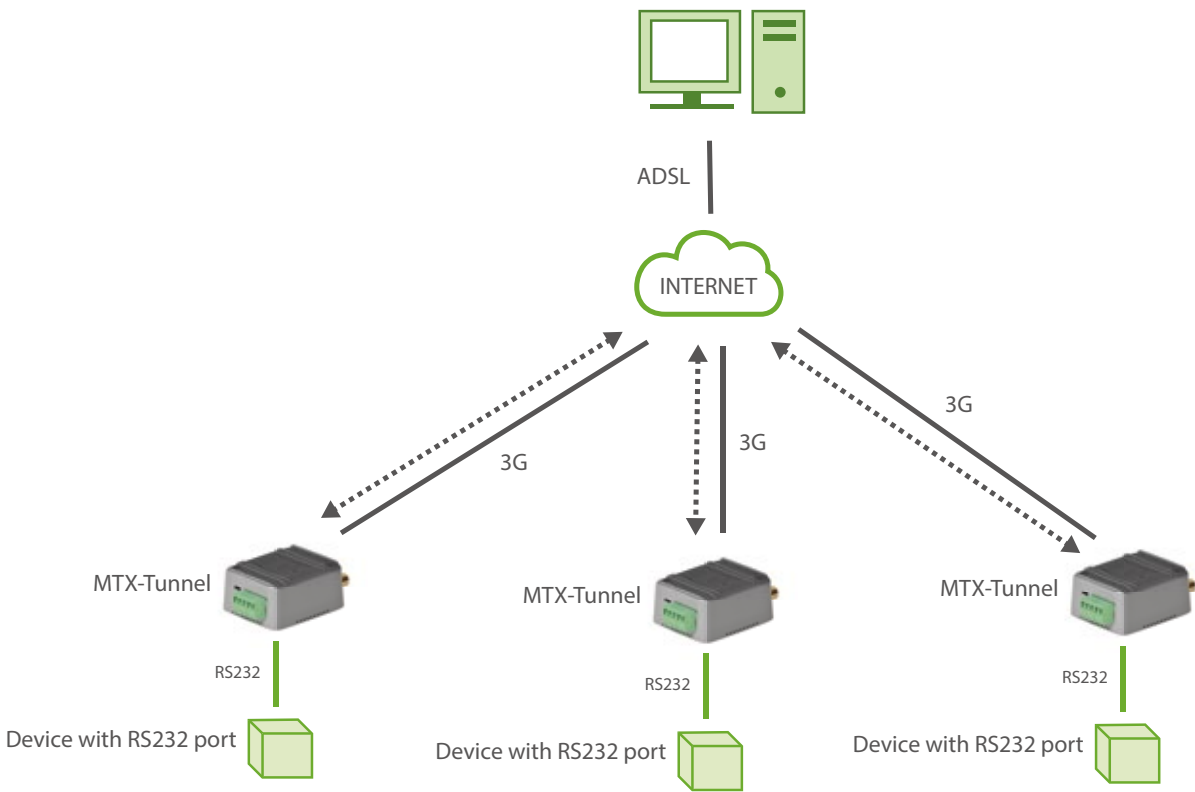 ADSL
INTERNET
3G
3G
3G
MTX-Tunnel
MTX-Tunnel
MTX-Tunnel
RS232
RS232
RS232
Device with RS232 port
Device with RS232 port
Device with RS232 port